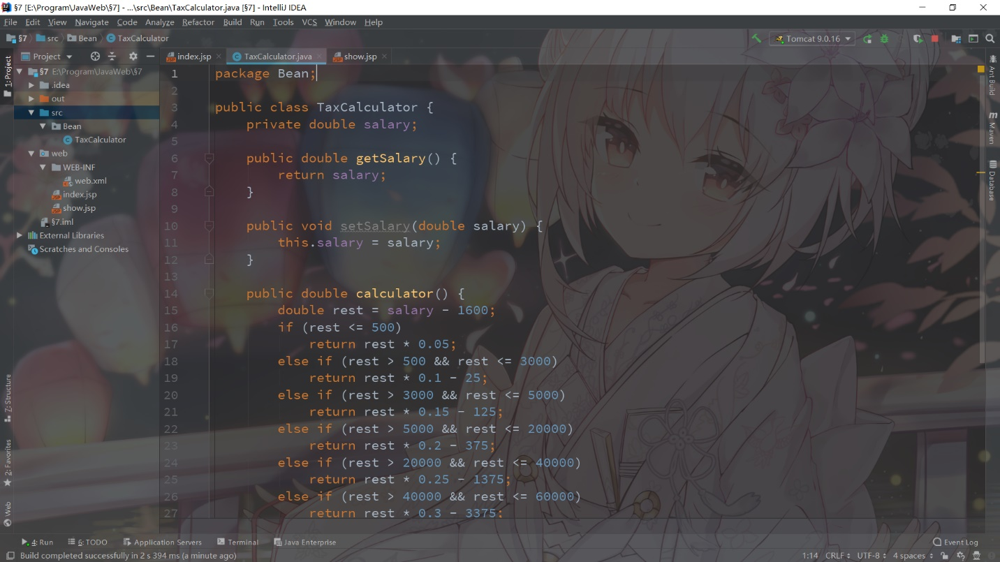 §7 [E:\Program\JavaWeb\§7] - ...\src\Bean\TaxCalculator.java [§7] - IntelliJ IDEA
File Edit View Navigate Code Analyze Refactor Build Run Tools VCS Window Help
§7 src Bean TaxCalculator
Tomcat 9.0.16
Project
index.jsp TaxCalculator.java show.jsp
1: Project
§7 E:\Program\JavaWeb\§7
.idea
out
src
Bean
TaxCalculator
web
WEB-INF
web.xml
index.jsp
show.jsp
§7.iml
External Libraries
Scratches and Consoles
1 package Bean;
2
3 public class TaxCalculator {
4 private double salary;
5
6 public double getSalary() {
7 return salary;
8 }
9
10 public void setSalary(double salary) {
11 this.salary = salary;
12 }
13
14 public double calculator() {
15 double rest = salary - 1600;
16 if (rest <= 500)
17 return rest * 0.05;
18 else if (rest > 500 && rest <= 3000)
19 return rest * 0.1 - 25;
20 else if (rest > 3000 && rest <= 5000)
21 return rest * 0.15 - 125;
22 else if (rest > 5000 && rest <= 20000)
23 return rest * 0.2 - 375;
24 else if (rest > 20000 && rest <= 40000)
25 return rest * 0.25 - 1375;
26 else if (rest > 40000 && rest <= 60000)
27 return rest * 0.3 - 3375;
Ant Build
Maven
Database
7: Structure
2: Favorites
Web
4: Run 6: TODO Application Servers Terminal Java Enterprise Event Log
Build completed successfully in 2 s 394 ms (a minute ago) 1:14 CRLF UTF-8 4 spaces